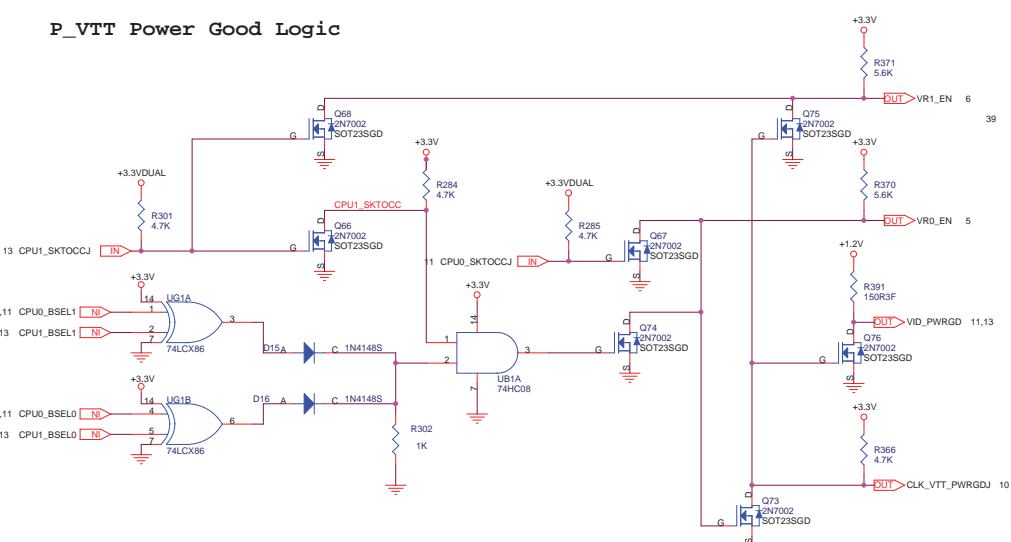 P_VTT Power Good Logic
+3.3V
R371
5.6K
OUT VR1_EN 6
39
D
Q68
2N7002
SOT23SGD
G
S
D
Q75
2N7002
SOT23SGD
G
S
+3.3V
R284
4.7K
+3.3V
R370
5.6K
OUT VR0_EN 5
+3.3VDUAL
R301
4.7K
CPU1_SKTOCC
D
Q66
2N7002
SOT23SGD
G
S
13 CPU1_SKTOCCJ IN
+3.3VDUAL
R285
4.7K
11 CPU0_SKTOCCJ IN
D
Q67
2N7002
SOT23SGD
G
S
+1.2V
R391
150R3F
OUT VID_PWRGD 11,13
D
Q76
2N7002
SOT23SGD
G
S
+3.3V
14 UG1A
,11 CPU0_BSEL1 NI 1
3
13 CPU1_BSEL1 NI 2
7
74LCX86
D15 A C 1N4148S
+3.3V
14
1
2
3
7
UB1A
74HC08
D
Q74
2N7002
SOT23SGD
G
S
+3.3V
14 UG1B
,11 CPU0_BSEL0 NI 4
6
13 CPU1_BSEL0 NI 5
7
74LCX86
D16 A C 1N4148S
R302
1K
+3.3V
R366
4.7K
OUT CLK_VTT_PWRGDJ 10
D
Q73
2N7002
SOT23SGD
G
S